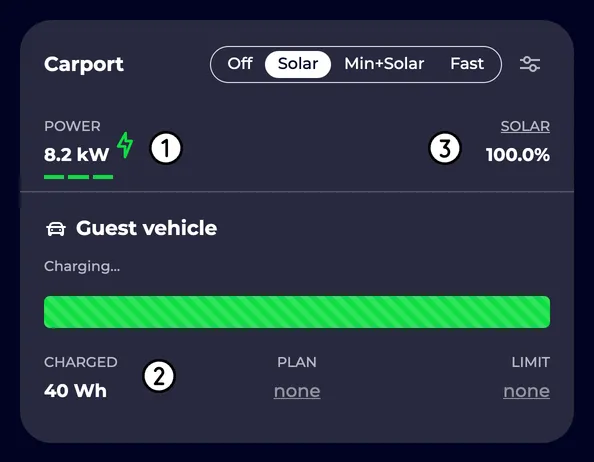 Carport
Off Solar Min+Solar Fast
POWER SOLAR
8.2 kW 1 3 100.0%
Guest vehicle
Charging...
CHARGED PLAN LIMIT
40 Wh 2 none none